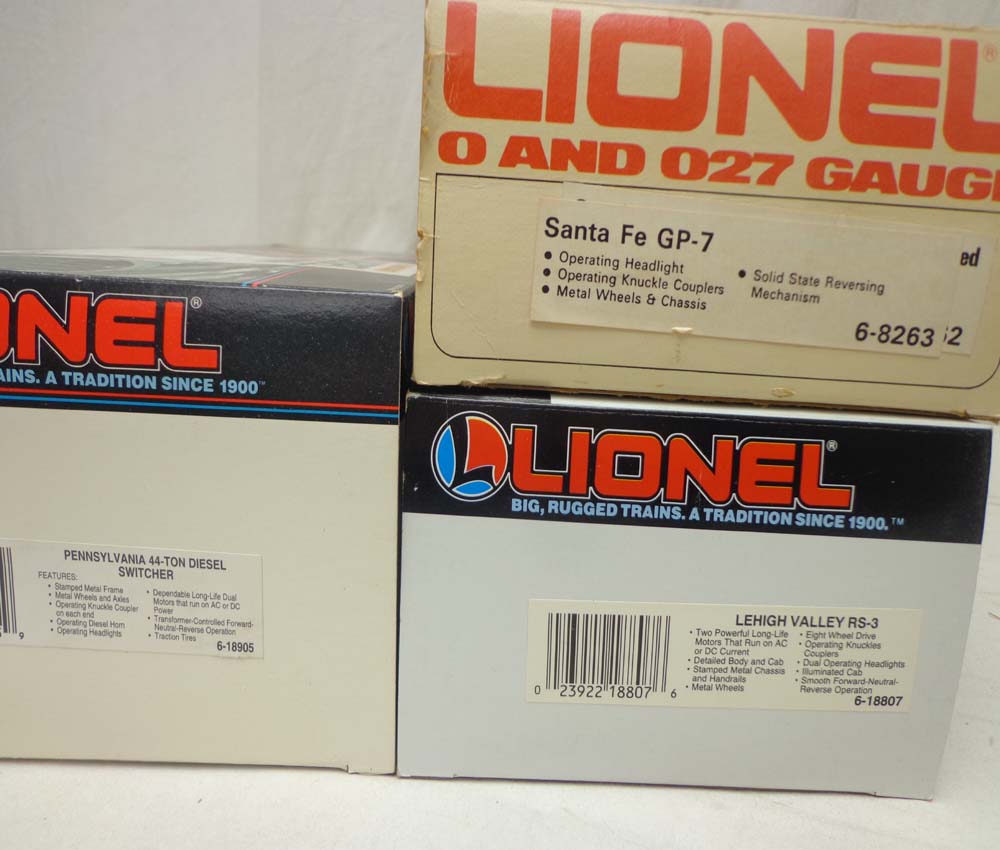 LIONEL®
O AND 027 GAUG
Santa Fe GP-7
• Operating Headlight
• Operating Knuckle Couplers
• Metal Wheels & Chassis
• Solid State Reversing
Mechanism
ed
6-8263
2
ONEL®
AINS. A TRADITION SINCE 1900™
PENNSYLVANIA 44-TON DIESEL
SWITCHER
FEATURES:
• Stamped Metal Frame
• Metal Wheels and Axles
• Operating Knuckle Coupler
on each end
• Operating Diesel Horn
• Operating Headlights
• Dependable Long-Life Dual
Motors that run on AC or DC
Power
• Transformer-Controlled Forward-
Neutral-Reverse Operation
• Traction Tires
6-18905
9
LIONEL®
BIG, RUGGED TRAINS. A TRADITION SINCE 1900.™
LEHIGH VALLEY RS-3
• Two Powerful Long-Life
Motors That Run on AC
or DC Current
• Detailed Body and Cab
• Stamped Metal Chassis
and Handrails
• Metal Wheels
• Eight Wheel Drive
• Operating Knuckles
Couplers
• Dual Operating Headlights
• Illuminated Cab
• Smooth Forward-Neutral-
Reverse Operation
6-18807
0 23922 18807 6